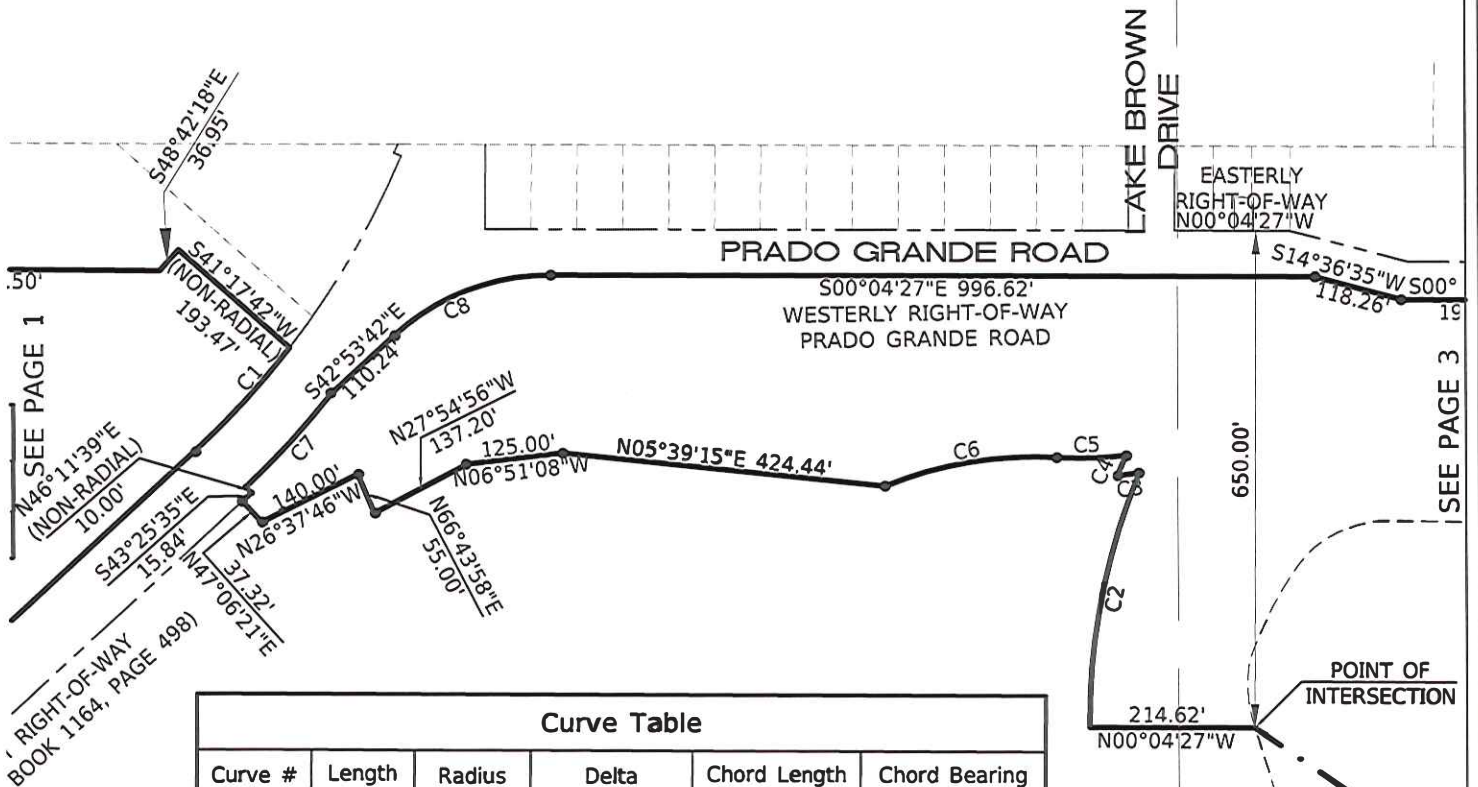 LAKE BROWN
DRIVE
S48°42'18"E
36.95'
EASTERLY
RIGHT-OF-WAY
N00°04'27"W
PRADO GRANDE ROAD
S00°04'27"E 996.62'
WESTERLY RIGHT-OF-WAY
PRADO GRANDE ROAD
S14°36'35"W
118.26'
S00°
19
.50'
SEE PAGE 1
S41°17'42"W
(NON-RADIAL)
193.47'
C1
C8
S42°53'42"E
110.24'
C7
N46°11'39"E
(NON-RADIAL)
10.00'
S43°25'35"E
15.84'
N47°06'21"E
37.32'
140.00'
N26°37'46"W
N27°54'56"W
137.20'
N66°43'58"E
55.00'
125.00'
N06°51'08"W
N05°39'15"E 424.44'
C6
C5
C4
C3
C2
650.00'
SEE PAGE 3
POINT OF
INTERSECTION
214.62'
N00°04'27"W
' RIGHT-OF-WAY
BOOK 1164, PAGE 498)
Curve Table
Curve # Length Radius Delta Chord Length Chord Bearing